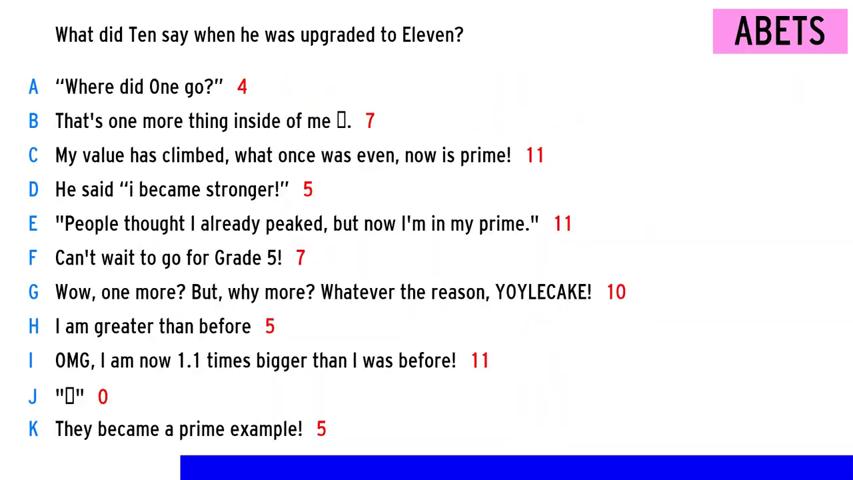 What did Ten say when he was upgraded to Eleven?
ABETS
A “Where did One go?” 4
B That's one more thing inside of me ▯. 7
C My value has climbed, what once was even, now is prime! 11
D He said “i became stronger!” 5
E "People thought I already peaked, but now I'm in my prime." 11
F Can't wait to go for Grade 5! 7
G Wow, one more? But, why more? Whatever the reason, YOYLECAKE! 10
H I am greater than before 5
I OMG, I am now 1.1 times bigger than I was before! 11
J "▯" 0
K They became a prime example! 5